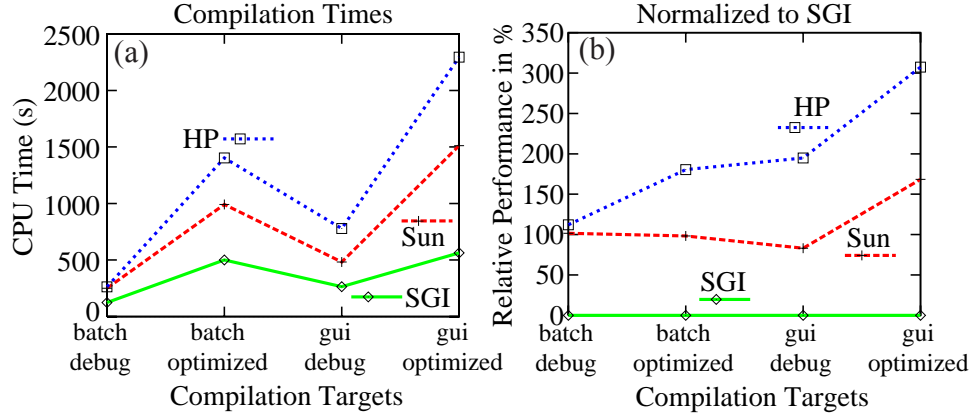 Compilation Times
(a)
CPU Time (s)
2500
2000
1500
1000
500
0
HP
Sun
SGI
batch debug
batch optimized
gui debug
gui optimized
Compilation Targets
Normalized to SGI
(b)
Relative Performance in %
350
300
250
200
150
100
50
0
HP
Sun
SGI
batch debug
batch optimized
gui debug
gui optimized
Compilation Targets